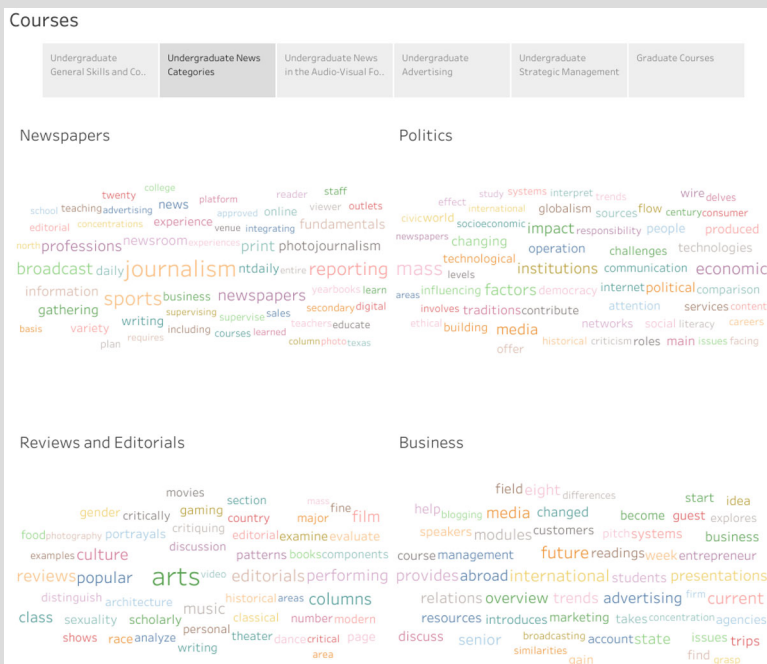 Courses
Undergraduate General Skills and Co..
Undergraduate News Categories
Undergraduate News in the Audio-Visual Fo..
Undergraduate Advertising
Undergraduate Strategic Management
Graduate Courses
Newspapers
college
twenty platform reader staff
school teaching advertising news approved online viewer outlets
editorial concentrations experience venue integrating fundamentals
north professions newsroom experiences print photojournalism
broadcast daily journalism ntdaily entire reporting
information sports business newspapers yearbooks learn
gathering supervising supervise sales secondary digital
basis variety writing including courses learned teachers educate
plan requires column photo texas
Politics
study systems interpret trends wire delves
effect international globalism sources flow century consumer
civic world socioeconomic impact responsibility people produced
newspapers changing operation challenges technologies
mass technological institutions communication economic
levels
areas influencing factors democracy internet political comparison
involves traditions contribute attention services content
ethical building media networks social literacy careers
offer historical criticism roles main issues facing
Reviews and Editorials
movies
gender critically gaming section mass fine
country major film
food photography portrayals critiquing editorial examine evaluate
examples culture discussion patterns books components
reviews popular arts video editorials performing
distinguish architecture music historical areas columns
class sexuality scholarly classical number modern
shows race analyze personal theater dance critical page
writing area
Business
field eight differences start idea
help blogging media changed become guest explores
speakers modules customers pitch systems business
course management future readings week entrepreneur
provides abroad international students presentations
relations overview trends advertising firm current
resources introduces marketing takes concentration agencies
discuss senior broadcasting account state issues trips
similarities
gain find grasp